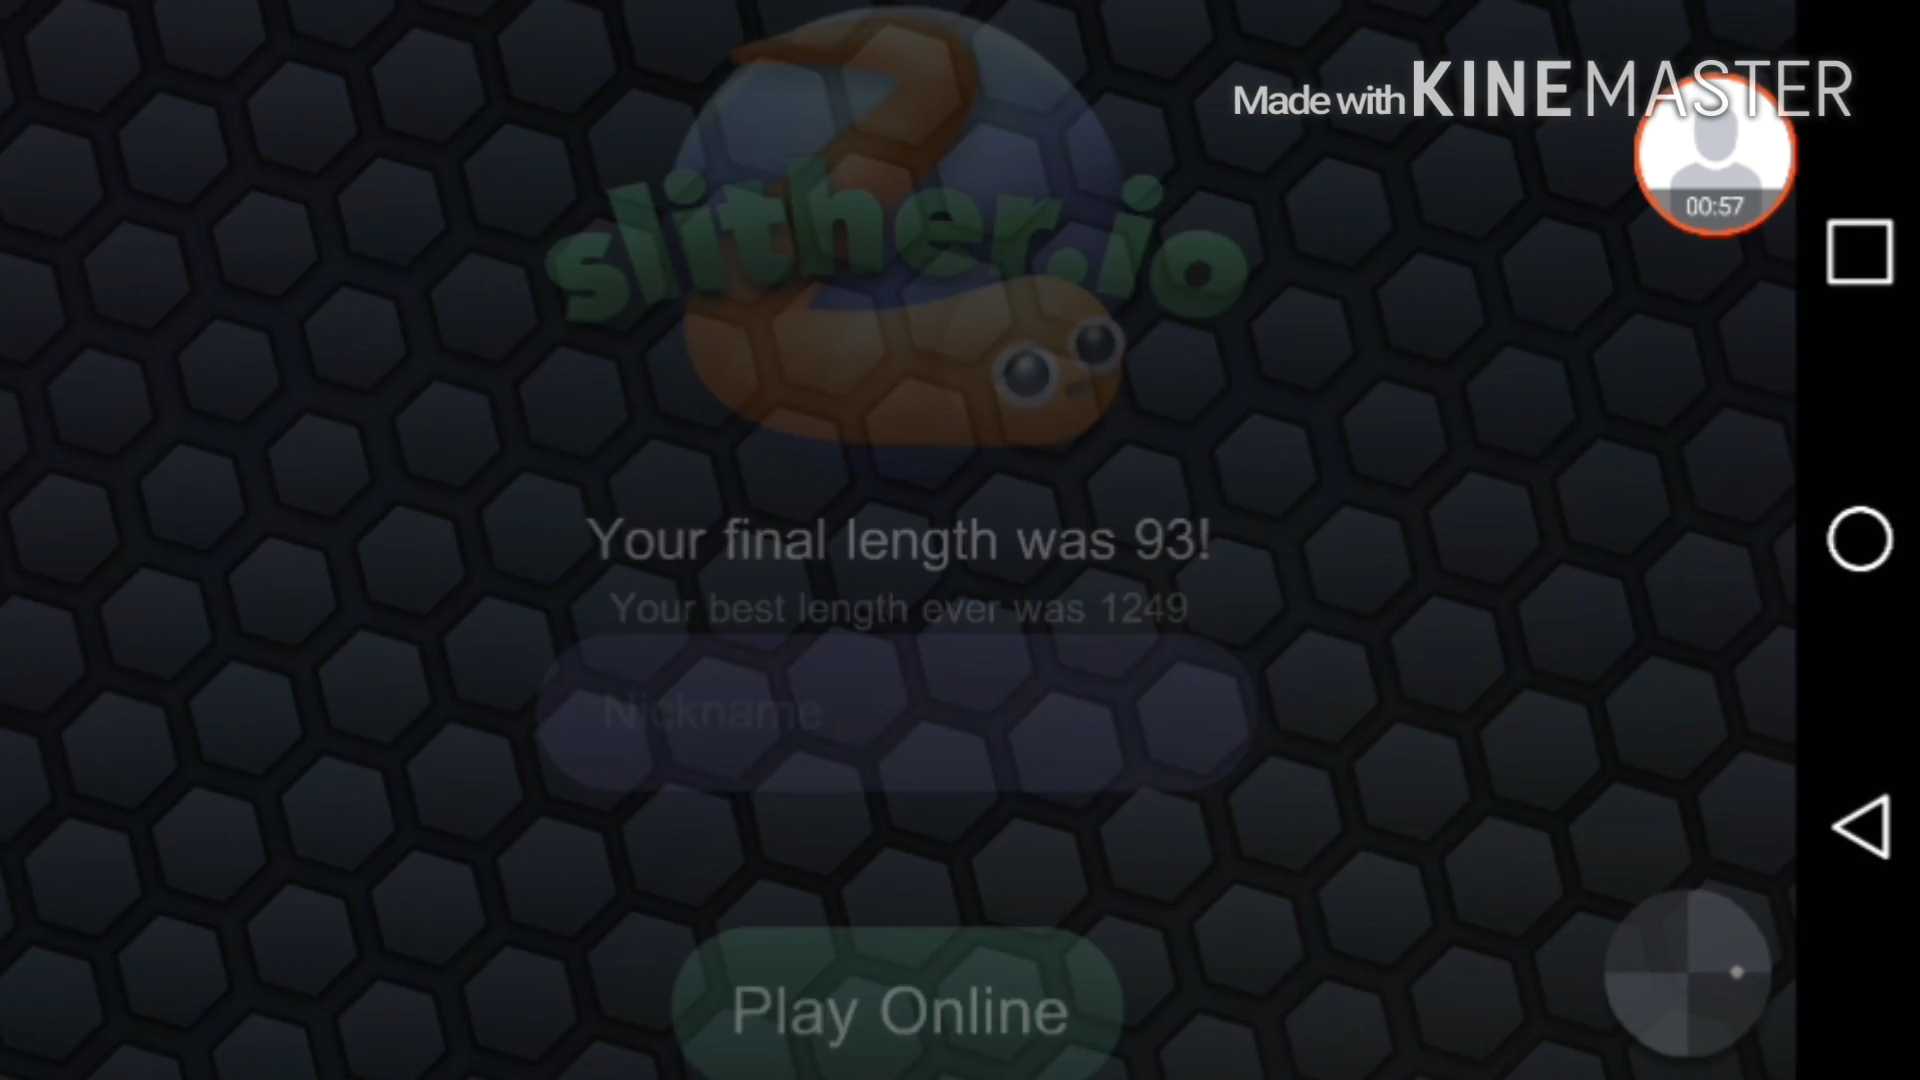 Made with KINEMASTER
00:57
slither.io
Your final length was 93!
Your best length ever was 1249
Nickname
Play Online